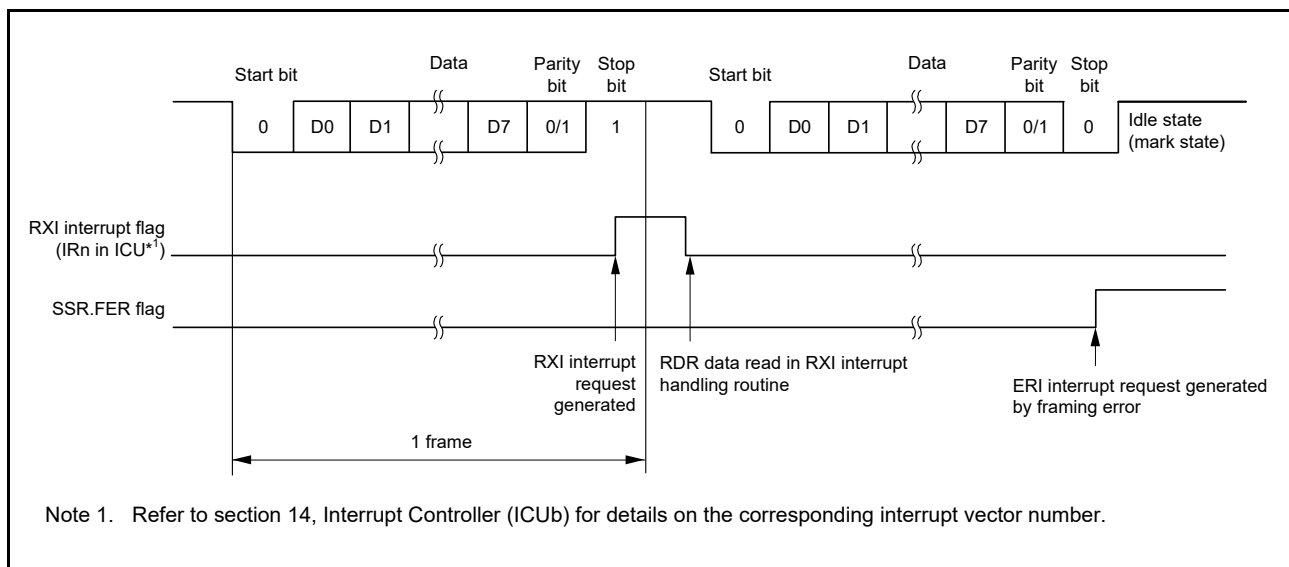 Start bit
Data
Parity bit
Stop bit
Start bit
Data
Parity bit
Stop bit
0 D0 D1 D7 0/1 1 0 D0 D1 D7 0/1 0
Idle state
(mark state)
RXI interrupt flag
(IRn in ICU*1)
SSR.FER flag
RXI interrupt
request
generated
RDR data read in RXI interrupt
handling routine
ERI interrupt request generated
by framing error
1 frame
Note 1. Refer to section 14, Interrupt Controller (ICUb) for details on the corresponding interrupt vector number.